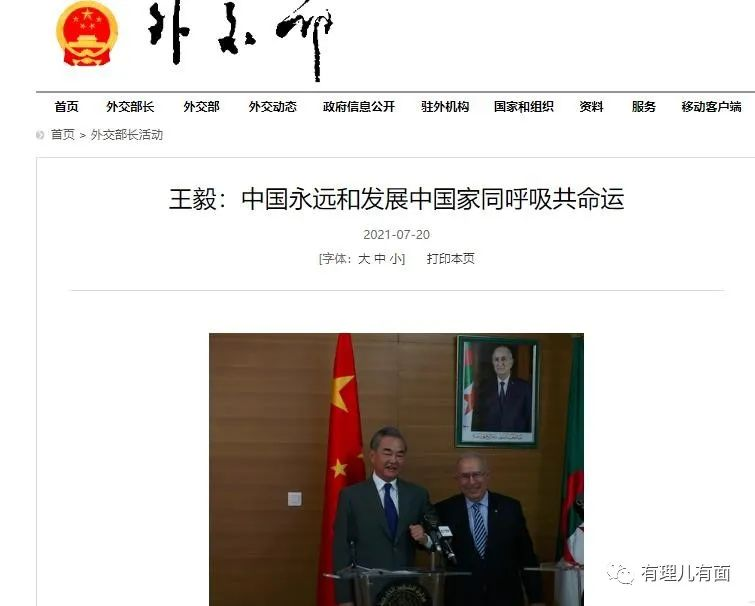 外交部
首页 外交部长 外交部 外交动态 政府信息公开 驻外机构 国家和组织 资料 服务 移动客户端
首页 > 外交部长活动
王毅：中国永远和发展中国家同呼吸共命运
2021-07-20
[字体：大 中 小] 打印本页
有理儿有面